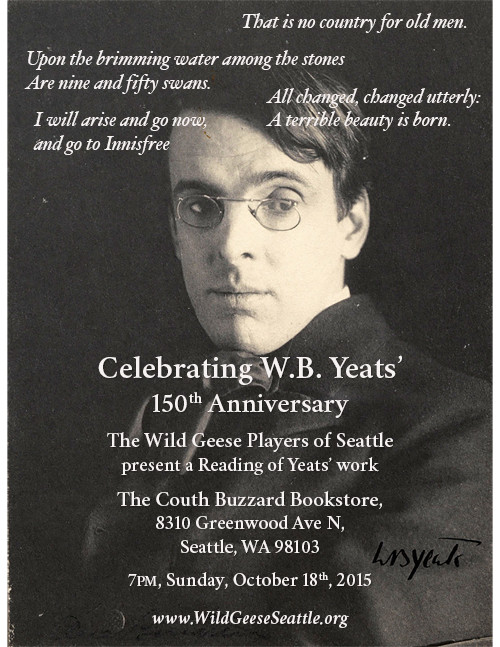 That is no country for old men.
Upon the brimming water among the stones
Are nine and fifty swans.
All changed, changed utterly:
A terrible beauty is born.
I will arise and go now,
and go to Innisfree
Celebrating W.B. Yeats’
150th Anniversary
The Wild Geese Players of Seattle
present a Reading of Yeats’ work
The Couth Buzzard Bookstore,
8310 Greenwood Ave N,
Seattle, WA 98103
WBYeats
7PM, Sunday, October 18th, 2015
www.WildGeeseSeattle.org